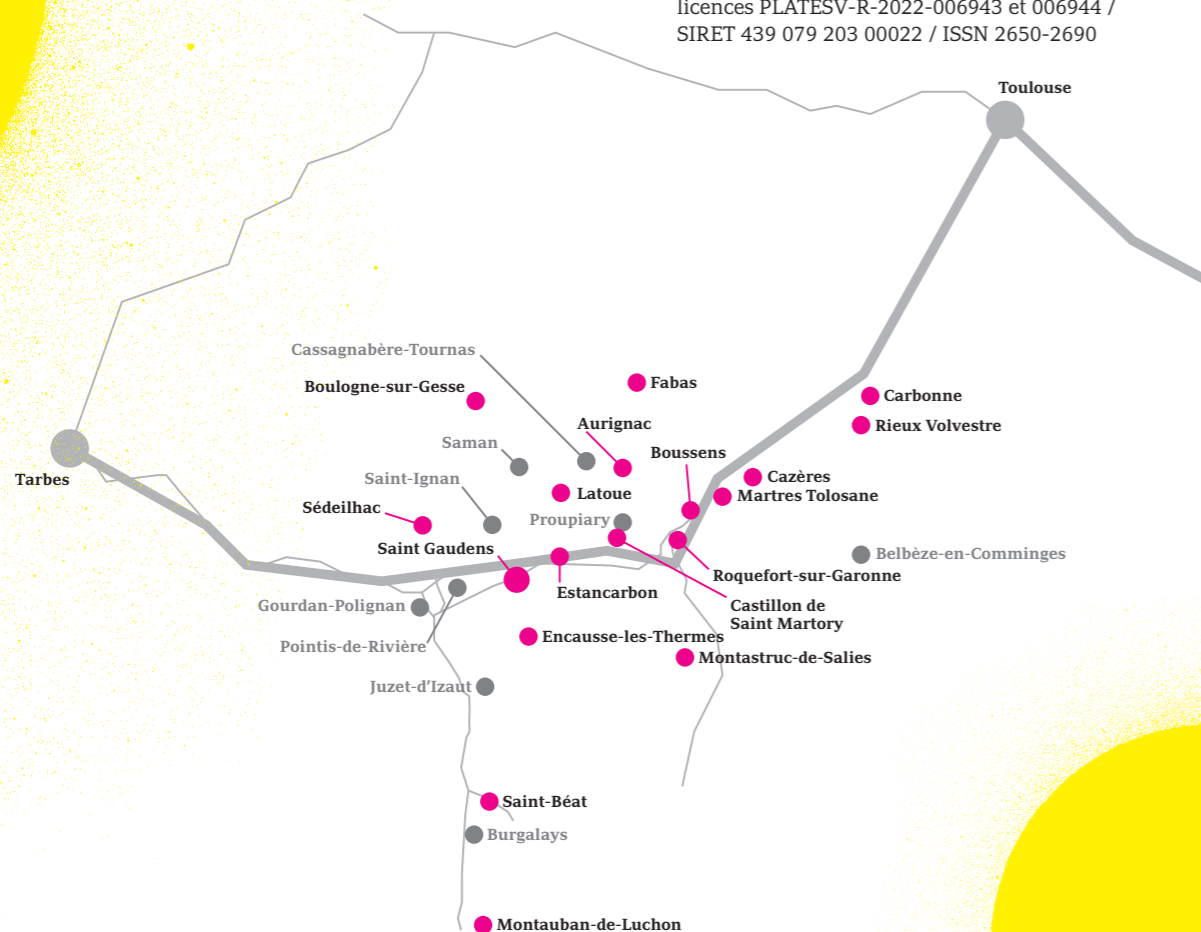 licences PLATESV-R-2022-006943 et 006944 /
SIRET 439 079 203 00022 / ISSN 2650-2690
Toulouse
Cassagnabère-Tournas
Boulogne-sur-Gesse
Fabas
Carbonne
Aurignac
Rieux Volvestre
Saman
Boussens
Tarbes
Saint-Ignan
Cazères
Latoue
Martres Tolosane
Sédeilhac
Proupiary
Saint Gaudens
Belbèze-en-Comminges
Roquefort-sur-Garonne
Estancarbon
Gourdan-Polignan
Castillon de
Saint Martory
Encausse-les-Thermes
Pointis-de-Rivière
Montastruc-de-Salies
Juzet-d’Izaut
Saint-Béat
Burgalays
Montauban-de-Luchon